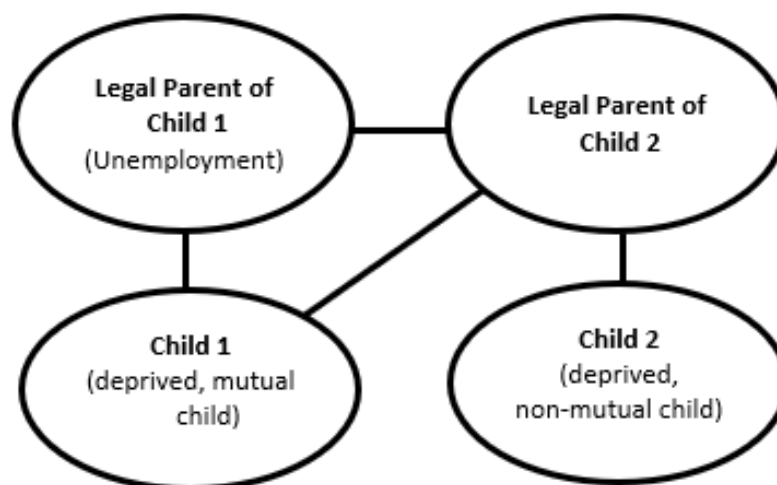 Legal Parent of
Child 1
(Unemployment)
Legal Parent of
Child 2
Child 1
(deprived, mutual
child)
Child 2
(deprived,
non-mutual child)